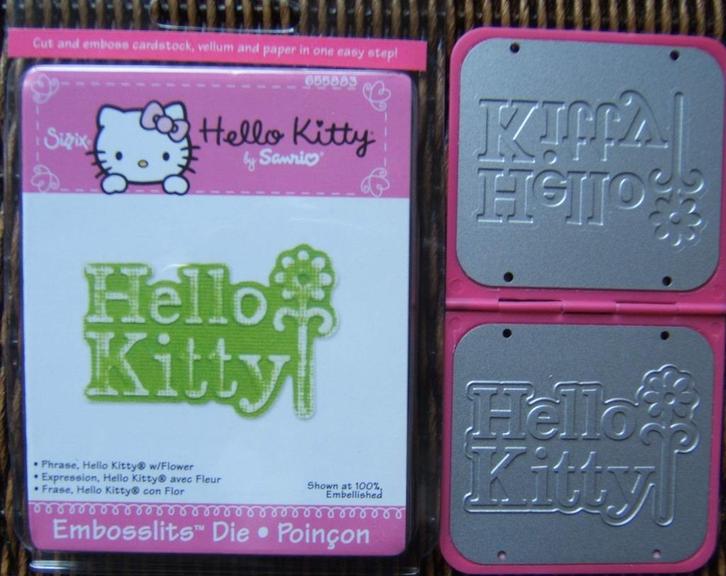 Cut and emboss cardstock, vellum and paper in one easy step!
655883
Sizzix Hello Kitty
by Sanrio®
Hello
Kitty
• Phrase, Hello Kitty® w/Flower
• Expression, Hello Kitty® avec Fleur
• Frase, Hello Kitty® con Flor
Shown at 100%,
Embellished
Embosslits™ Die • Poinçon
Kitty
Hello
Hello
Kitty